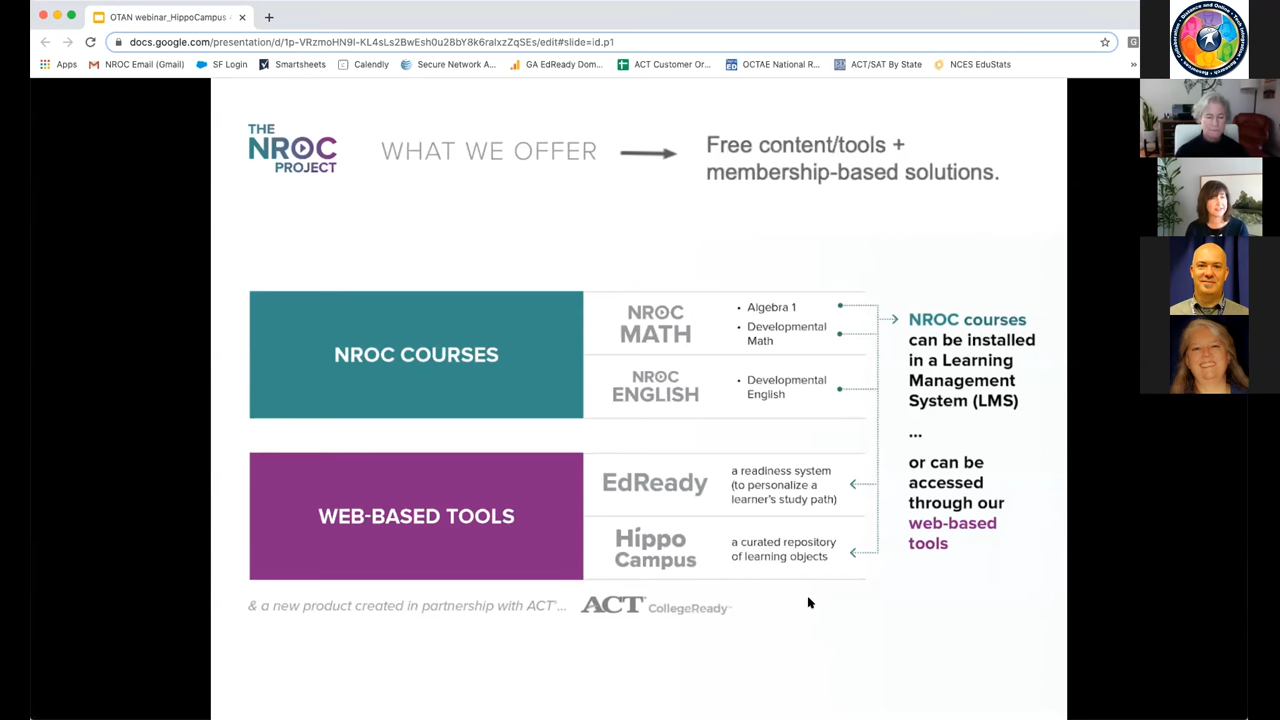 OTAN webinar_HippoCampus
docs.google.com/presentation/d/1p-VRzmoHN9l-KL4sLs2BwEsh0u28bY8k6ralxzZqSEs/edit#slide=id.p1
Apps
NROC Email (Gmail)
SF Login
Smartsheets
Calendly
Secure Network A...
GA EdReady Dom...
ACT Customer Or...
OCTAE National R...
ACT/SAT By State
NCES EduStats
»
THE
NROC
PROJECT
WHAT WE OFFER
Free content/tools +
membership-based solutions.
NROC COURSES
NROC
MATH
• Algebra 1
• Developmental
Math
NROC
ENGLISH
• Developmental
English
WEB-BASED TOOLS
EdReady
a readiness system
(to personalize a
learner's study path)
Hippo
Campus
a curated repository
of learning objects
NROC courses
can be installed
in a Learning
Management
System (LMS)
...
or can be
accessed
through our
web-based
tools
& a new product created in partnership with ACT®...
ACT® CollegeReady™